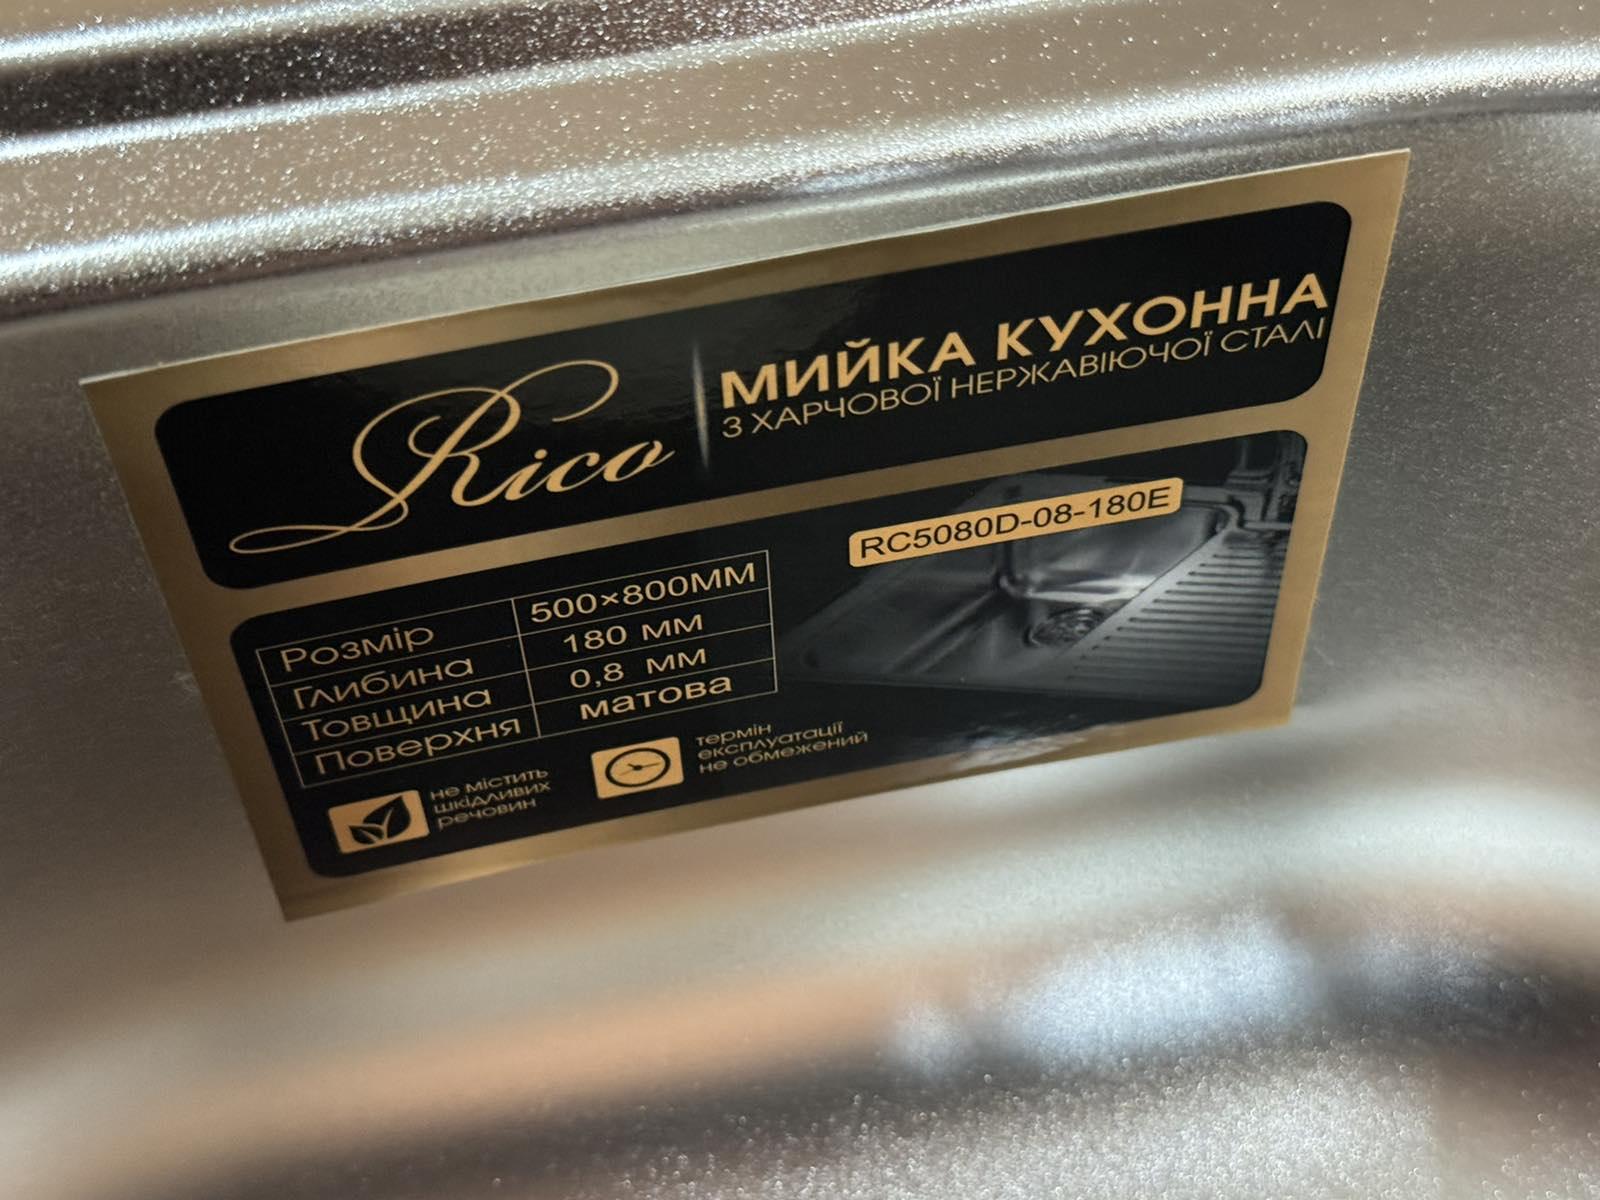 Rico
МИЙКА КУХОННА
З ХАРЧОВОЇ НЕРЖАВІЮЧОЇ СТАЛІ
RC5080D-08-180E
Розмір 500×800ММ
Глибина 180 мм
Товщина 0,8 мм
Поверхня матова
не містить
шкідливих
речовин
термін
експлуатації
не обмежений